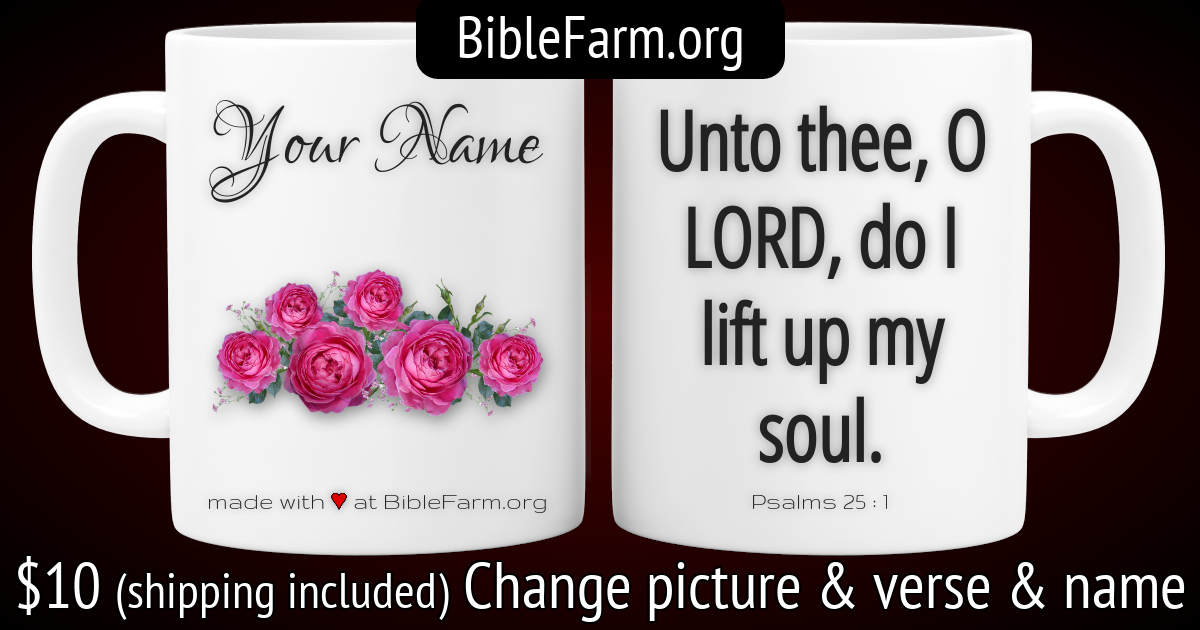 BibleFarm.org
Your Name
made with ♥ at BibleFarm.org
Unto thee, O
LORD, do I
lift up my
soul.
Psalms 25 : 1
$10 (shipping included) Change picture & verse & name